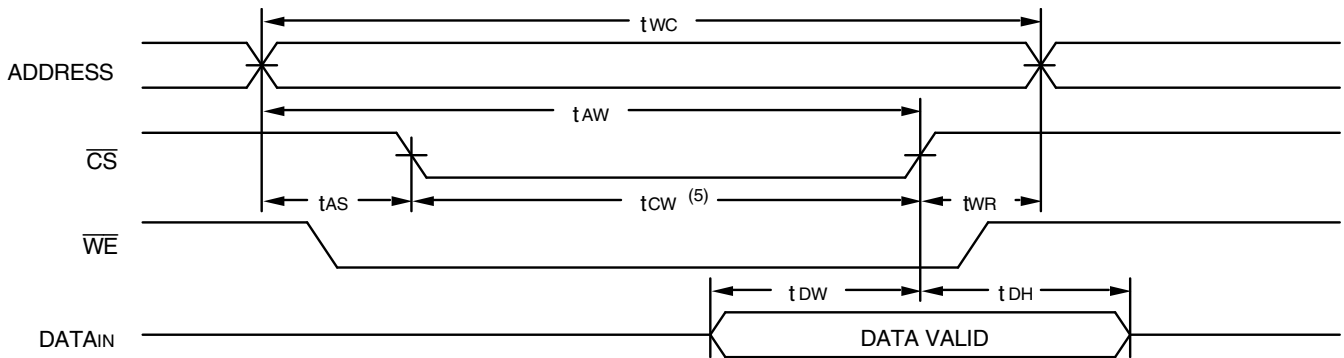 tWC
ADDRESS
tAW
CS
tAS
tCW (5)
tWR
WE
tDW
tDH
DATAIN
DATA VALID